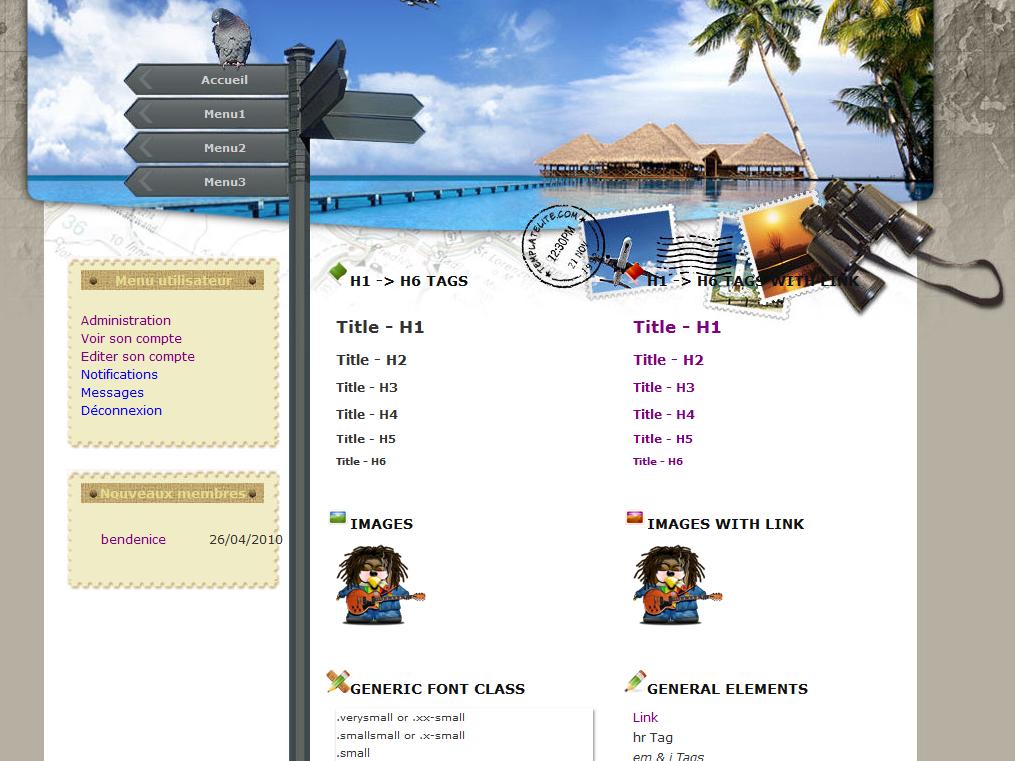 Accueil
Menu1
Menu2
Menu3
TEMPLATELITE.COM
12:30PM
21 NOV
36
Menu utilisateur
Administration
Voir son compte
Editer son compte
Notifications
Messages
Déconnexion
Nouveaux membres
bendenice 26/04/2010
H1 -> H6 TAGS
Title - H1
Title - H2
Title - H3
Title - H4
Title - H5
Title - H6
H1 -> H6 TAGS WITH LINK
Title - H1
Title - H2
Title - H3
Title - H4
Title - H5
Title - H6
IMAGES
IMAGES WITH LINK
GENERIC FONT CLASS
.verysmall or .xx-small
.smallsmall or .x-small
.small
GENERAL ELEMENTS
Link
hr Tag
em & i Tags